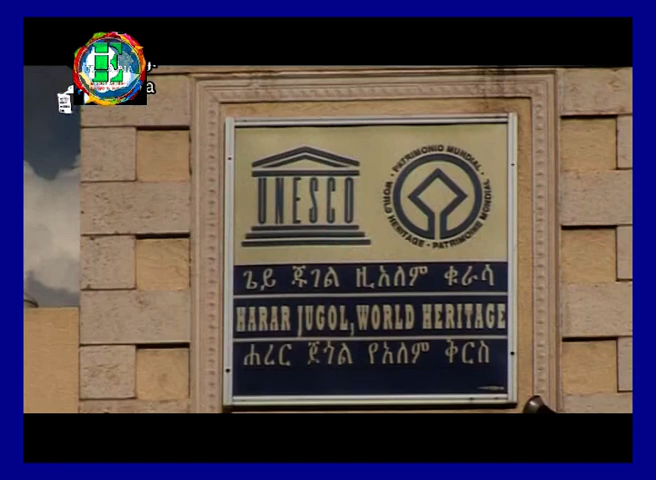 UNESCO
PATRIMONIO MUNDIAL • WORLD HERITAGE • PATRIMOINE MONDIAL
ጌይ ጁገል ዚአለም ቁራሳ
HARAR JUGOL, WORLD HERITAGE
ሐረር ጀጎል የአለም ቅርስ